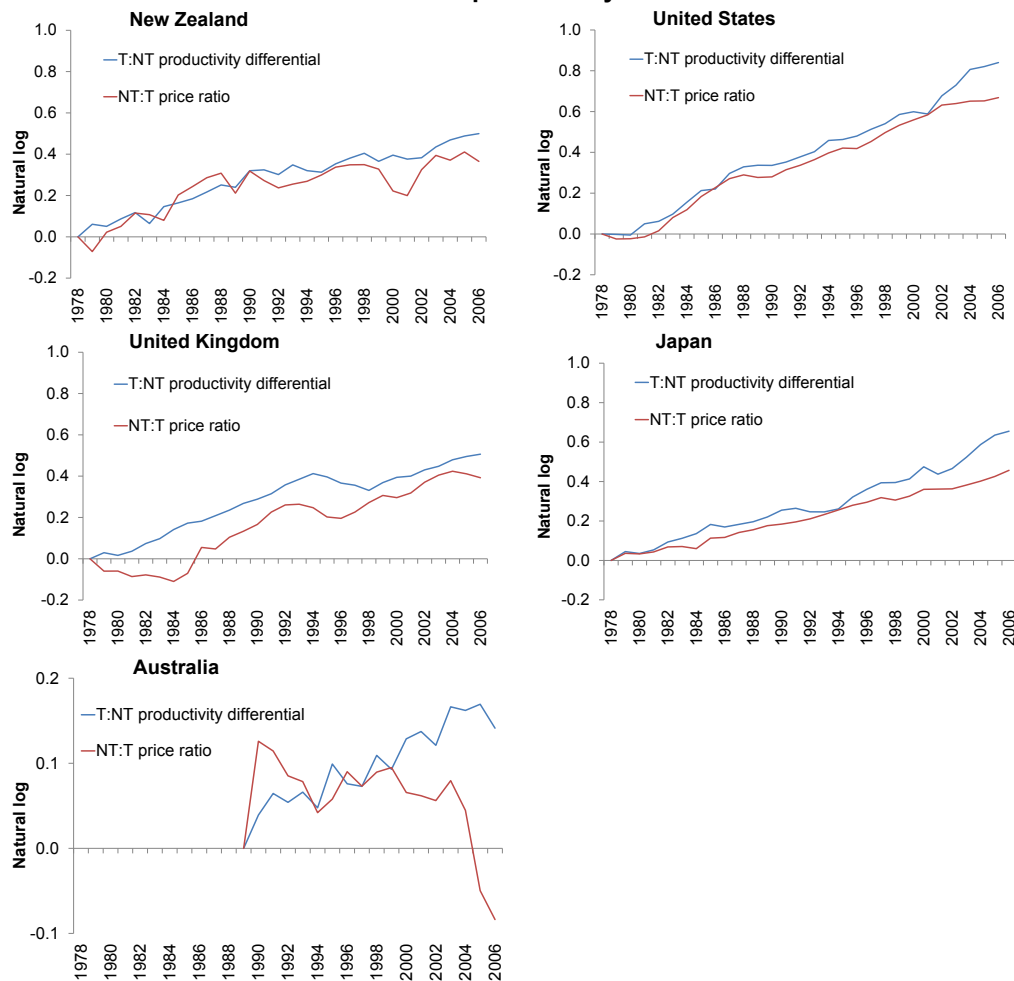 New Zealand
1.0
0.8
0.6
0.4
0.2
0.0
-0.2
Natural log
T:NT productivity differential
NT:T price ratio
1978 1980 1982 1984 1986 1988 1990 1992 1994 1996 1998 2000 2002 2004 2006
United States
1.0
0.8
0.6
0.4
0.2
0.0
-0.2
Natural log
T:NT productivity differential
NT:T price ratio
1978 1980 1982 1984 1986 1988 1990 1992 1994 1996 1998 2000 2002 2004 2006
United Kingdom
1.0
0.8
0.6
0.4
0.2
0.0
-0.2
Natural log
T:NT productivity differential
NT:T price ratio
1978 1980 1982 1984 1986 1988 1990 1992 1994 1996 1998 2000 2002 2004 2006
Japan
1.0
0.8
0.6
0.4
0.2
0.0
-0.2
Natural log
T:NT productivity differential
NT:T price ratio
1978 1980 1982 1984 1986 1988 1990 1992 1994 1996 1998 2000 2002 2004 2006
Australia
0.2
0.1
0.0
-0.1
Natural log
T:NT productivity differential
NT:T price ratio
1978 1980 1982 1984 1986 1988 1990 1992 1994 1996 1998 2000 2002 2004 2006